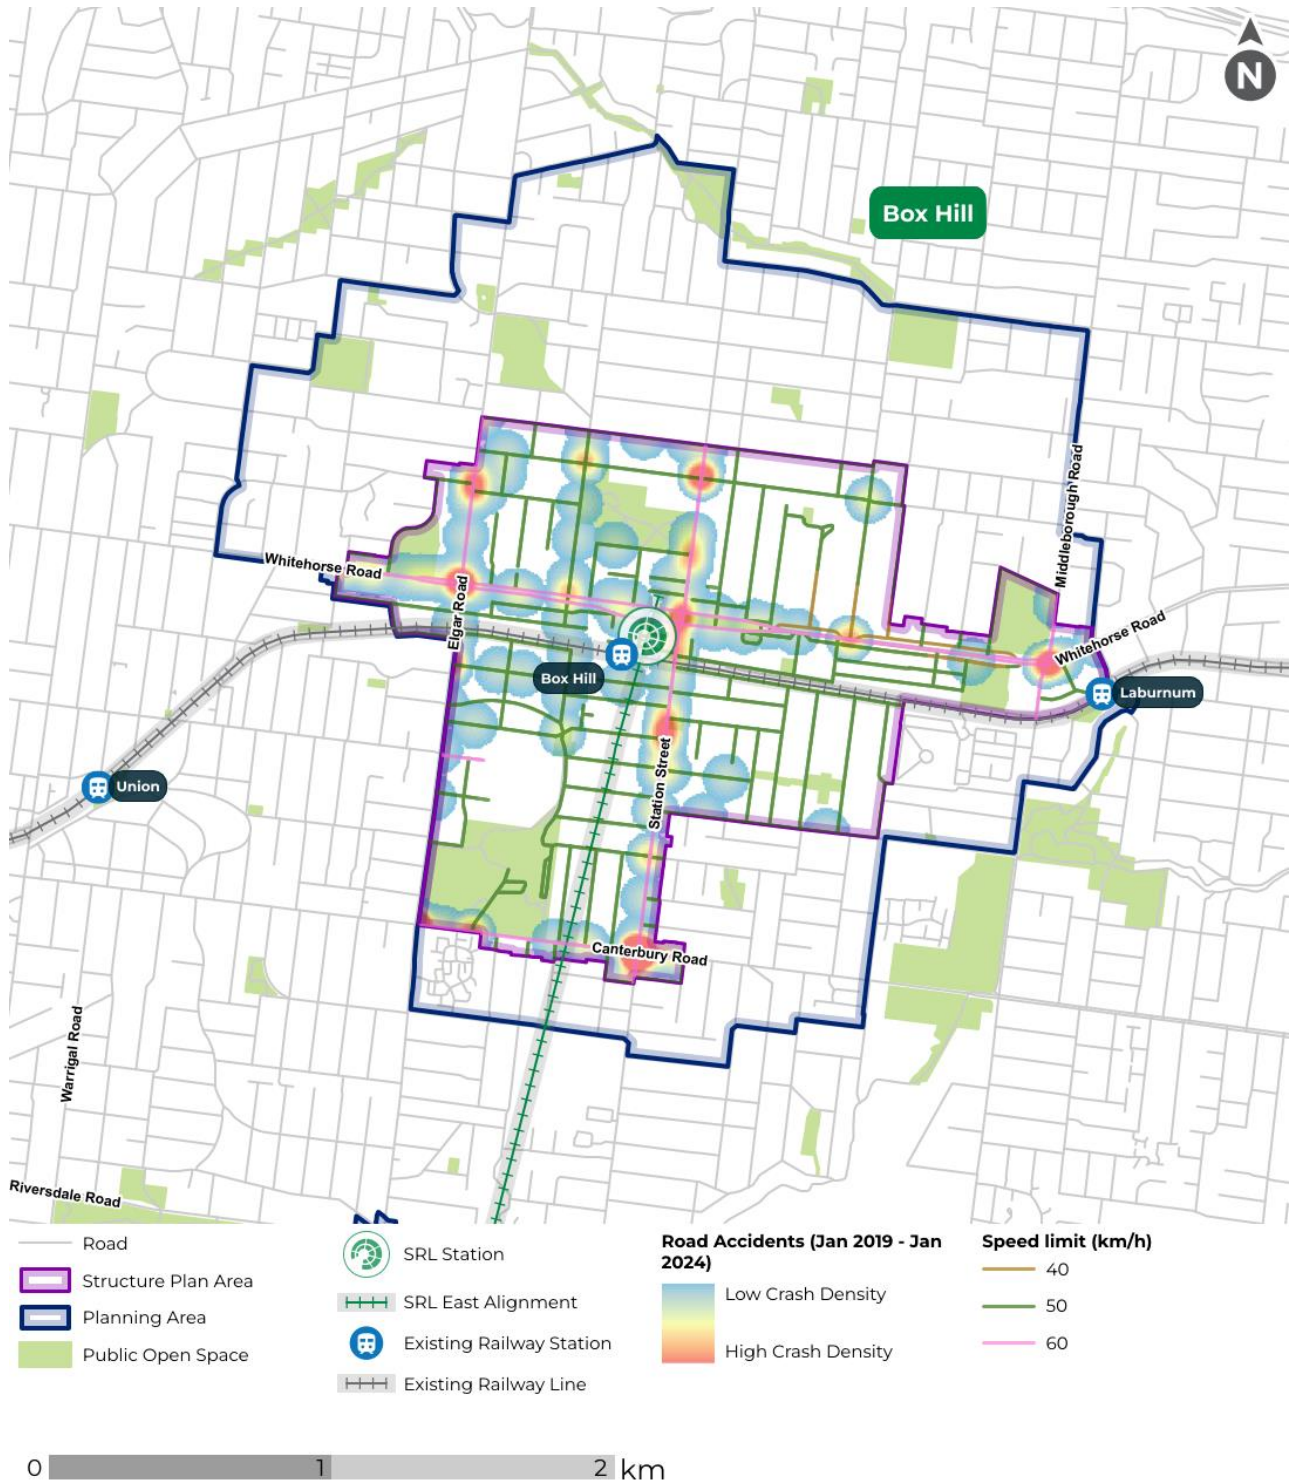 N
Box Hill
Middleborough Road
Whitehorse Road
Elgar Road
Whitehorse Road
Box Hill
Laburnum
Station Street
Union
Canterbury Road
Warrigal Road
Riversdale Road
Road
Structure Plan Area
Planning Area
Public Open Space
SRL Station
SRL East Alignment
Existing Railway Station
Existing Railway Line
Road Accidents (Jan 2019 - Jan
2024)
Low Crash Density
High Crash Density
Speed limit (km/h)
40
50
60
0 1 2 km